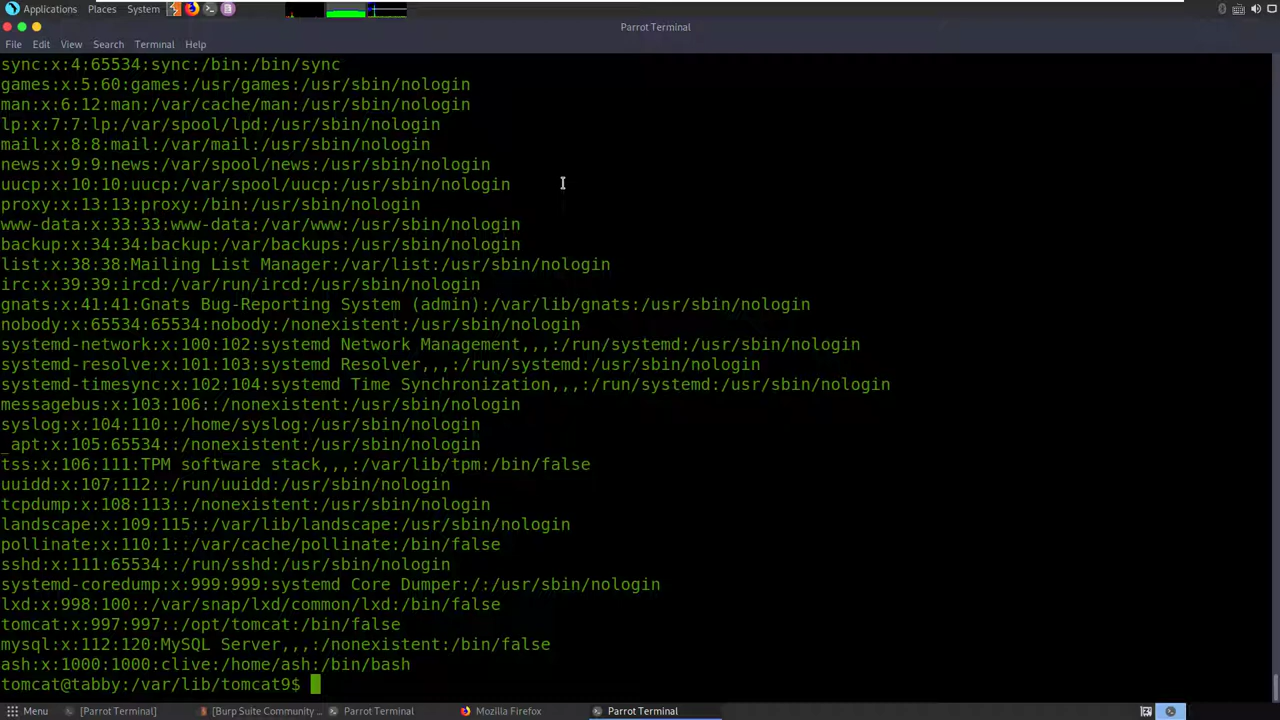 Applications Places System
Parrot Terminal
File Edit View Search Terminal Help
sync:x:4:65534:sync:/bin:/bin/sync
games:x:5:60:games:/usr/games:/usr/sbin/nologin
man:x:6:12:man:/var/cache/man:/usr/sbin/nologin
lp:x:7:7:lp:/var/spool/lpd:/usr/sbin/nologin
mail:x:8:8:mail:/var/mail:/usr/sbin/nologin
news:x:9:9:news:/var/spool/news:/usr/sbin/nologin
uucp:x:10:10:uucp:/var/spool/uucp:/usr/sbin/nologin
proxy:x:13:13:proxy:/bin:/usr/sbin/nologin
www-data:x:33:33:www-data:/var/www:/usr/sbin/nologin
backup:x:34:34:backup:/var/backups:/usr/sbin/nologin
list:x:38:38:Mailing List Manager:/var/list:/usr/sbin/nologin
irc:x:39:39:ircd:/var/run/ircd:/usr/sbin/nologin
gnats:x:41:41:Gnats Bug-Reporting System (admin):/var/lib/gnats:/usr/sbin/nologin
nobody:x:65534:65534:nobody:/nonexistent:/usr/sbin/nologin
systemd-network:x:100:102:systemd Network Management,,,:/run/systemd:/usr/sbin/nologin
systemd-resolve:x:101:103:systemd Resolver,,,:/run/systemd:/usr/sbin/nologin
systemd-timesync:x:102:104:systemd Time Synchronization,,,:/run/systemd:/usr/sbin/nologin
messagebus:x:103:106::/nonexistent:/usr/sbin/nologin
syslog:x:104:110::/home/syslog:/usr/sbin/nologin
_apt:x:105:65534::/nonexistent:/usr/sbin/nologin
tss:x:106:111:TPM software stack,,,:/var/lib/tpm:/bin/false
uuidd:x:107:112::/run/uuidd:/usr/sbin/nologin
tcpdump:x:108:113::/nonexistent:/usr/sbin/nologin
landscape:x:109:115::/var/lib/landscape:/usr/sbin/nologin
pollinate:x:110:1::/var/cache/pollinate:/bin/false
sshd:x:111:65534::/run/sshd:/usr/sbin/nologin
systemd-coredump:x:999:999:systemd Core Dumper:/:/usr/sbin/nologin
lxd:x:998:100::/var/snap/lxd/common/lxd:/bin/false
tomcat:x:997:997::/opt/tomcat:/bin/false
mysql:x:112:120:MySQL Server,,,:/nonexistent:/bin/false
ash:x:1000:1000:clive:/home/ash:/bin/bash
tomcat@tabby:/var/lib/tomcat9$
Menu [Parrot Terminal] [Burp Suite Community ... Parrot Terminal Mozilla Firefox Parrot Terminal